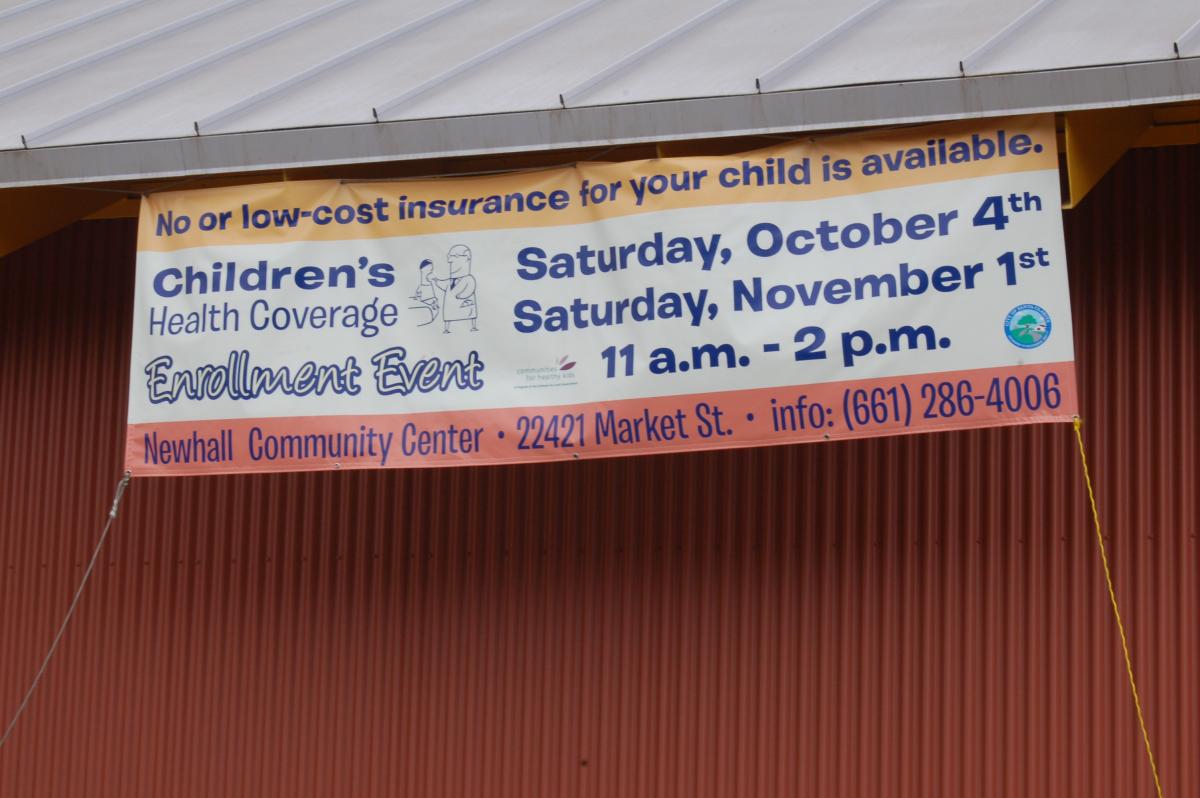 No or low-cost insurance for your child is available.
Children's
Health Coverage
Enrollment Event
Saturday, October 4th
Saturday, November 1st
11 a.m. - 2 p.m.
communities
for healthy kids
Newhall Community Center • 22421 Market St. • info: (661) 286-4006